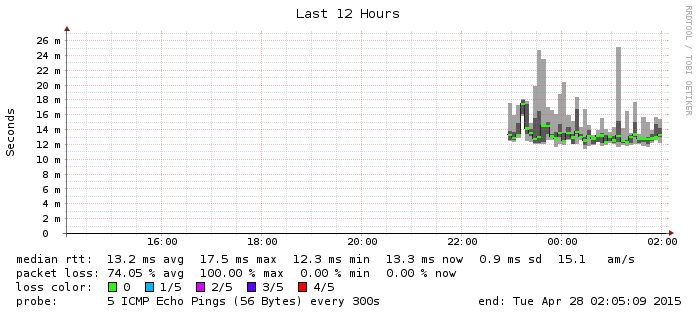 Last 12 Hours
RRDTOOL / TOBI OETIKER
Seconds
26 m
24 m
22 m
20 m
18 m
16 m
14 m
12 m
10 m
8 m
6 m
4 m
2 m
0
16:00 18:00 20:00 22:00 00:00 02:00
median rtt: 13.2 ms avg 17.5 ms max 12.3 ms min 13.3 ms now 0.9 ms sd 15.1 am/s
packet loss: 74.05 % avg 100.00 % max 0.00 % min 0.00 % now
loss color: 0 1/5 2/5 3/5 4/5
probe: 5 ICMP Echo Pings (56 Bytes) every 300s end: Tue Apr 28 02:05:09 2015